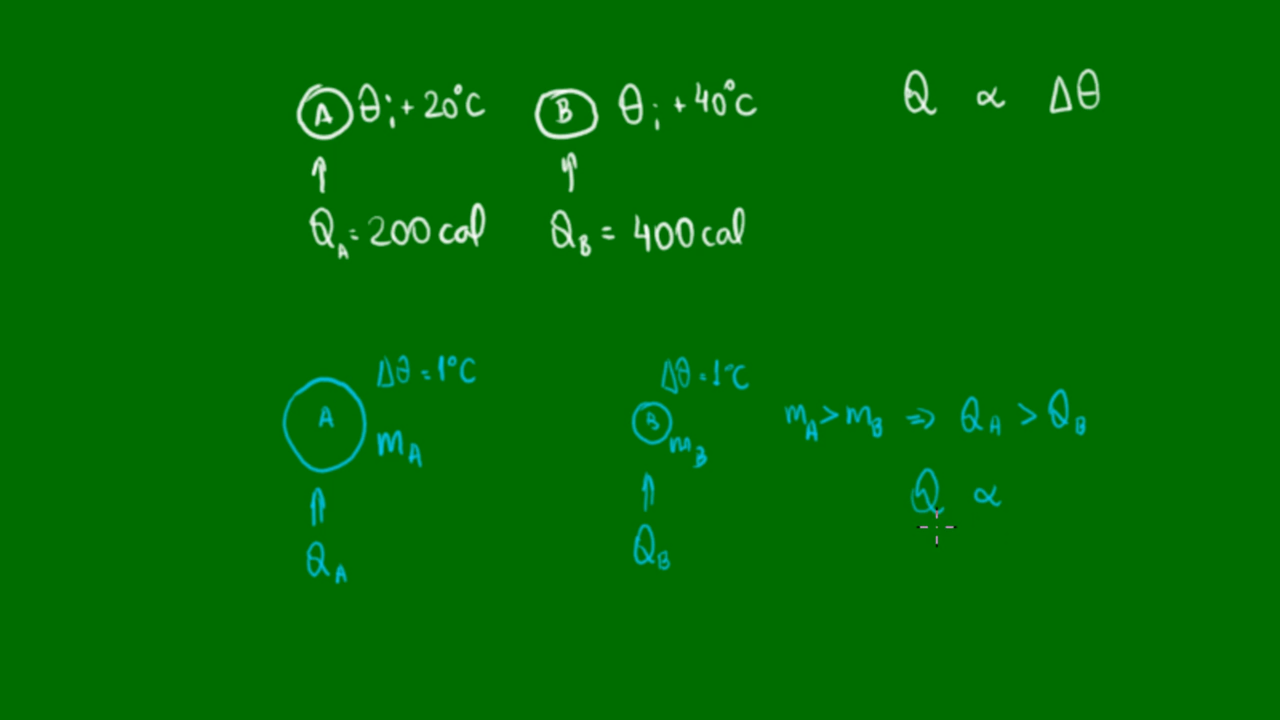 A θi + 20°C B θi + 40°C Q ∝ Δθ
↑ ↑
QA = 200 cal QB = 400 cal
Δθ = 1°C Δθ = 1°C
A mA B mB mA > mB ⇒ QA > QB
↑ ↑ Q ∝
QA QB